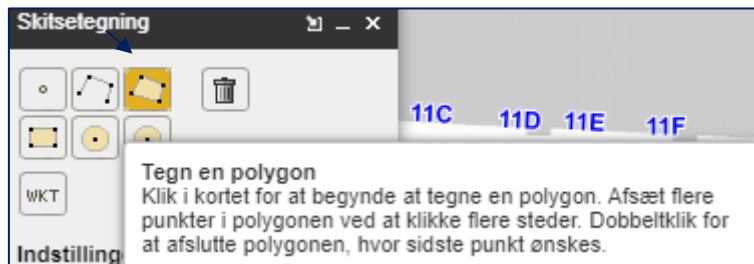 Skitsetegning
11C 11D 11E 11F
WKT
Tegn en polygon
Klik i kortet for at begynde at tegne en polygon. Afsæt flere
punkter i polygonen ved at klikke flere steder. Dobbeltklik for
at afslutte polygonen, hvor sidste punkt ønskes.